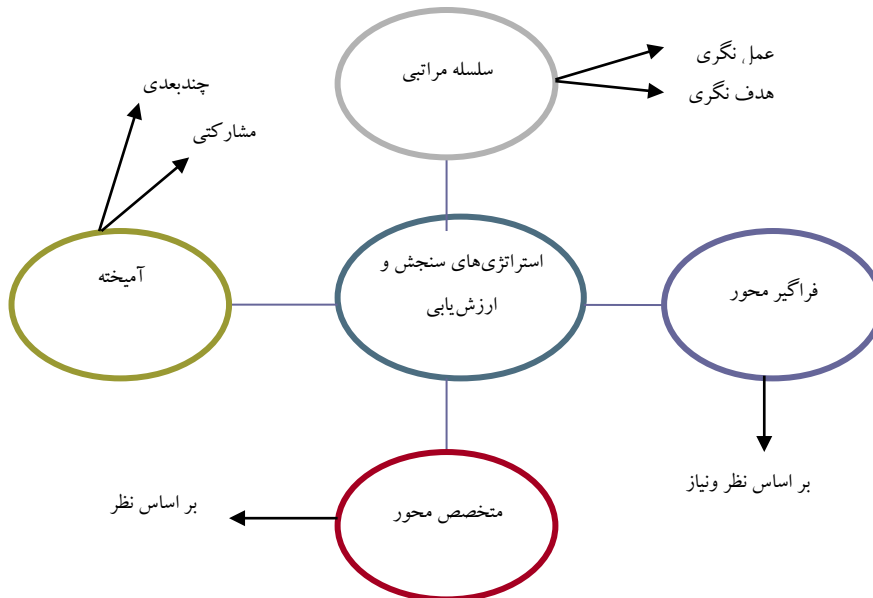 عمل نگری
سلسله مراتبی
هدف نگری
چندبعدی
مشارکتی
استراتژی‌های سنجش و
ارزش‌یابی
فراگیر محور
آمیخته
بر اساس نظر ونیاز
متخصص محور
بر اساس نظر